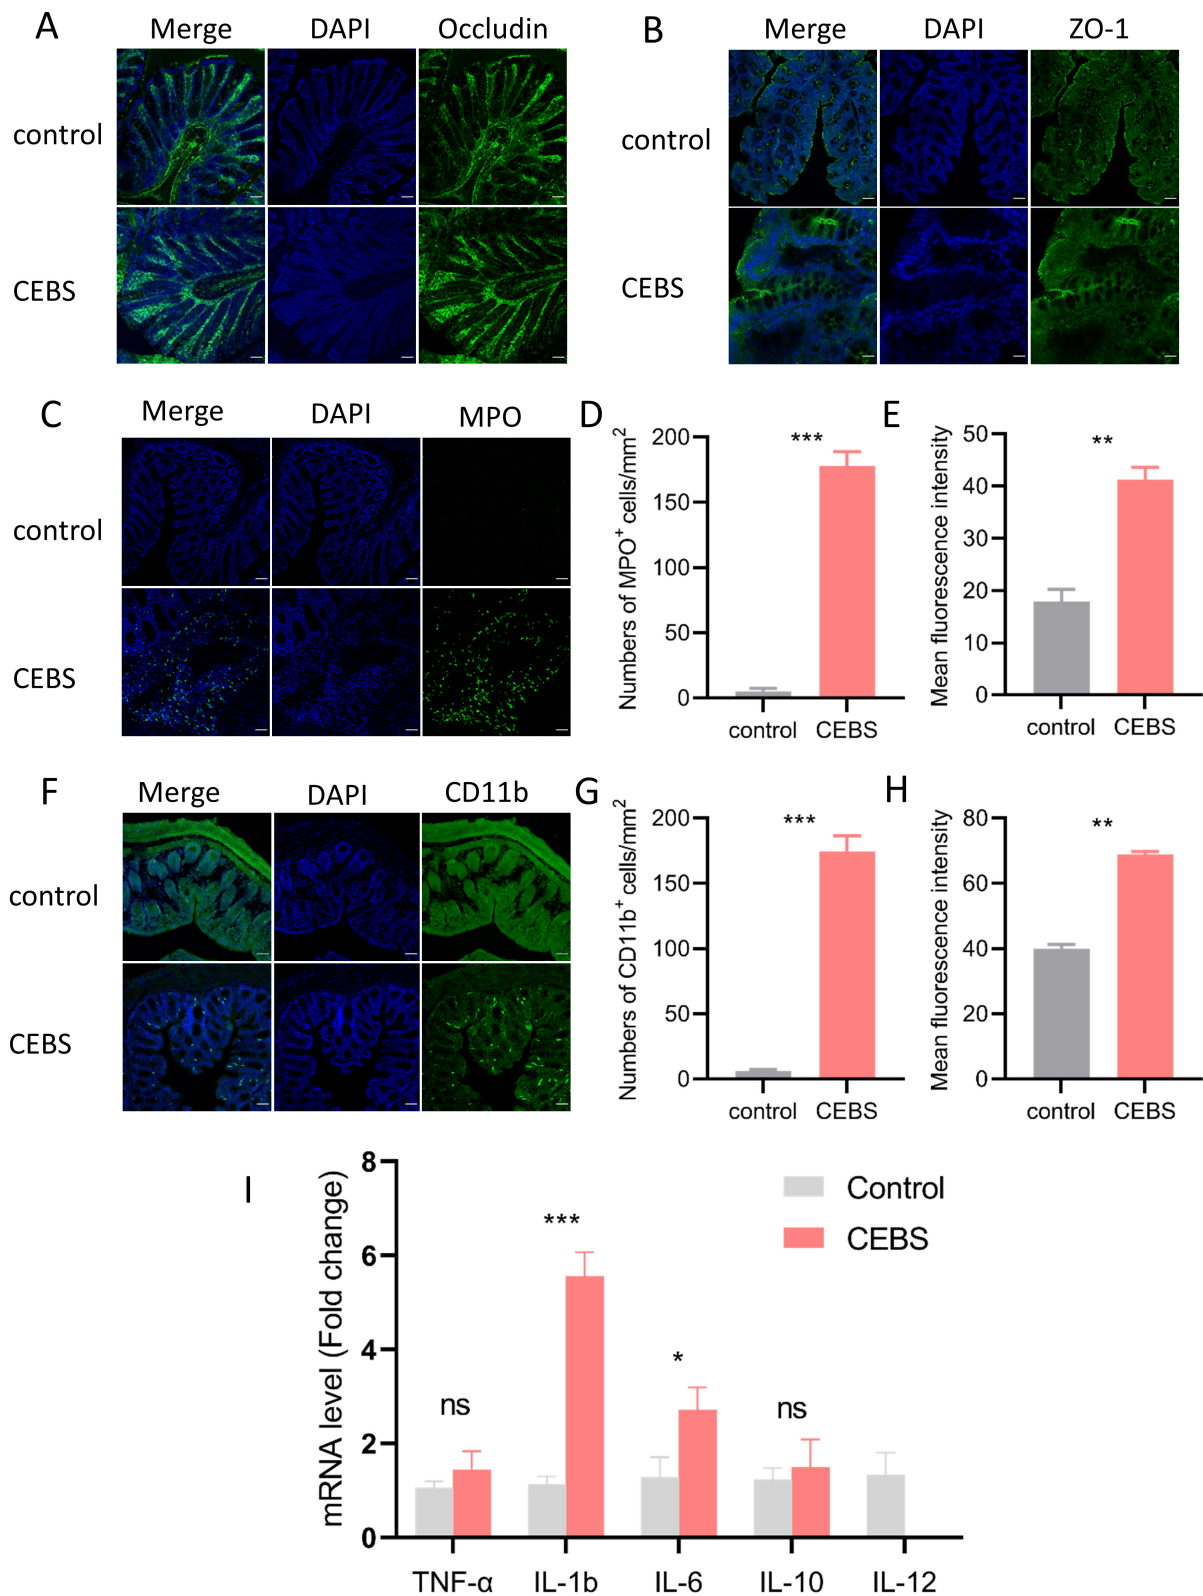 A
Merge DAPI Occludin
control
CEBS
B
Merge DAPI ZO-1
control
CEBS
C
Merge DAPI MPO
control
CEBS
D
Numbers of MPO⁺ cells/mm²
200
150
100
50
0
***
control CEBS
E
Mean fluorescence intensity
50
40
30
20
10
0
**
control CEBS
F
Merge DAPI CD11b
control
CEBS
G
Numbers of CD11b⁺ cells/mm²
200
150
100
50
0
***
control CEBS
H
Mean fluorescence intensity
80
60
40
20
0
**
control CEBS
I
mRNA level (Fold change)
8
6
4
2
0
Control
CEBS
ns
***
*
ns
TNF-α IL-1b IL-6 IL-10 IL-12